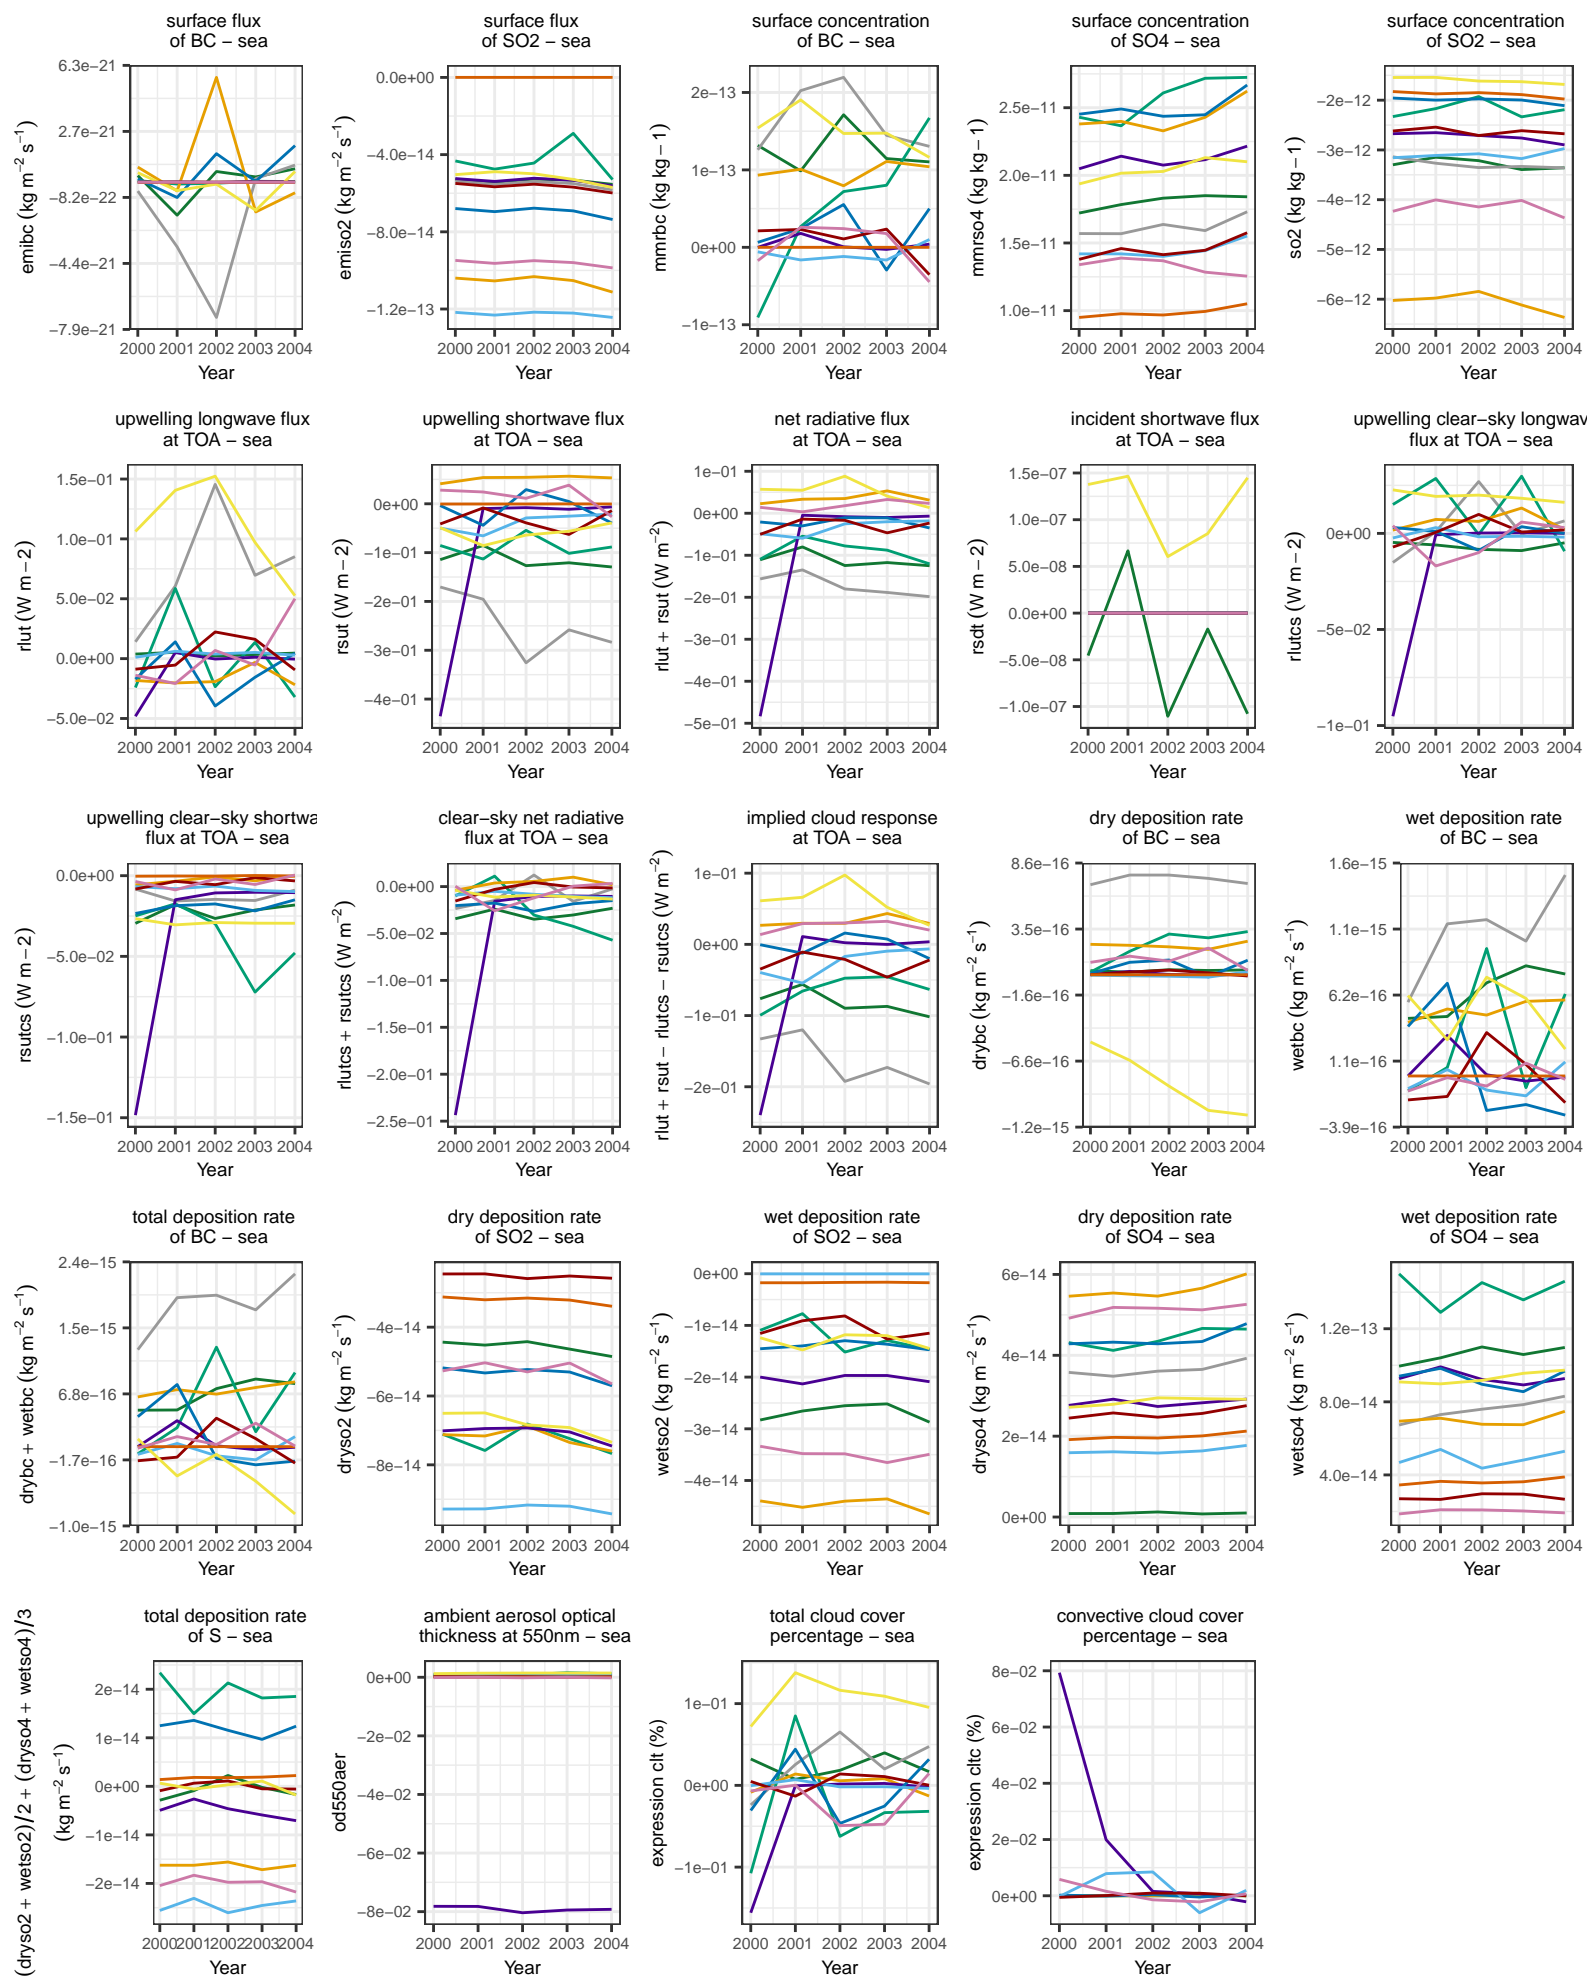 surface flux
of BC − sea
emibc (kg m−2 s−1)
6.3e−21
2.7e−21
−8.2e−22
−4.4e−21
−7.9e−21
2000 2001 2002 2003 2004
Year
surface flux
of SO2 − sea
emiso2 (kg m−2 s−1)
0.0e+00
−4.0e−14
−8.0e−14
−1.2e−13
2000 2001 2002 2003 2004
Year
surface concentration
of BC − sea
mmrbc (kg kg − 1)
2e−13
1e−13
0e+00
−1e−13
2000 2001 2002 2003 2004
Year
surface concentration
of SO4 − sea
mmrso4 (kg kg − 1)
2.5e−11
2.0e−11
1.5e−11
1.0e−11
2000 2001 2002 2003 2004
Year
surface concentration
of SO2 − sea
so2 (kg kg − 1)
−2e−12
−3e−12
−4e−12
−5e−12
−6e−12
2000 2001 2002 2003 2004
Year
upwelling longwave flux
at TOA − sea
rlut (W m − 2)
1.5e−01
1.0e−01
5.0e−02
0.0e+00
−5.0e−02
2000 2001 2002 2003 2004
Year
upwelling shortwave flux
at TOA − sea
rsut (W m − 2)
0e+00
−1e−01
−2e−01
−3e−01
−4e−01
2000 2001 2002 2003 2004
Year
net radiative flux
at TOA − sea
rlut + rsut (W m−2)
1e−01
0e+00
−1e−01
−2e−01
−3e−01
−4e−01
−5e−01
2000 2001 2002 2003 2004
Year
incident shortwave flux
at TOA − sea
rsdt (W m − 2)
1.5e−07
1.0e−07
5.0e−08
0.0e+00
−5.0e−08
−1.0e−07
2000 2001 2002 2003 2004
Year
upwelling clear−sky longwav
flux at TOA − sea
rlutcs (W m − 2)
0e+00
−5e−02
−1e−01
2000 2001 2002 2003 2004
Year
upwelling clear−sky shortwa
flux at TOA − sea
rsutcs (W m − 2)
0.0e+00
−5.0e−02
−1.0e−01
−1.5e−01
2000 2001 2002 2003 2004
Year
clear−sky net radiative
flux at TOA − sea
rlutcs + rsutcs (W m−2)
0.0e+00
−5.0e−02
−1.0e−01
−1.5e−01
−2.0e−01
−2.5e−01
2000 2001 2002 2003 2004
Year
implied cloud response
at TOA − sea
rlut + rsut − rlutcs − rsutcs (W m−2)
1e−01
0e+00
−1e−01
−2e−01
2000 2001 2002 2003 2004
Year
dry deposition rate
of BC − sea
drybc (kg m−2 s−1)
8.6e−16
3.5e−16
−1.6e−16
−6.6e−16
−1.2e−15
2000 2001 2002 2003 2004
Year
wet deposition rate
of BC − sea
wetbc (kg m−2 s−1)
1.6e−15
1.1e−15
6.2e−16
1.1e−16
−3.9e−16
2000 2001 2002 2003 2004
Year
total deposition rate
of BC − sea
drybc + wetbc (kg m−2 s−1)
2.4e−15
1.5e−15
6.8e−16
−1.7e−16
−1.0e−15
2000 2001 2002 2003 2004
Year
dry deposition rate
of SO2 − sea
dryso2 (kg m−2 s−1)
−4e−14
−6e−14
−8e−14
2000 2001 2002 2003 2004
Year
wet deposition rate
of SO2 − sea
wetso2 (kg m−2 s−1)
0e+00
−1e−14
−2e−14
−3e−14
−4e−14
2000 2001 2002 2003 2004
Year
dry deposition rate
of SO4 − sea
dryso4 (kg m−2 s−1)
6e−14
4e−14
2e−14
0e+00
2000 2001 2002 2003 2004
Year
wet deposition rate
of SO4 − sea
wetso4 (kg m−2 s−1)
1.2e−13
8.0e−14
4.0e−14
2000 2001 2002 2003 2004
Year
total deposition rate
of S − sea
(dryso2 + wetso2)/2 + (dryso4 + wetso4)/3
(kg m−2 s−1)
2e−14
1e−14
0e+00
−1e−14
−2e−14
2000 2001 2002 2003 2004
Year
ambient aerosol optical
thickness at 550nm − sea
od550aer
0e+00
−2e−02
−4e−02
−6e−02
−8e−02
2000 2001 2002 2003 2004
Year
total cloud cover
percentage − sea
expression clt (%)
1e−01
0e+00
−1e−01
2000 2001 2002 2003 2004
Year
convective cloud cover
percentage − sea
expression cltc (%)
8e−02
6e−02
4e−02
2e−02
0e+00
2000 2001 2002 2003 2004
Year